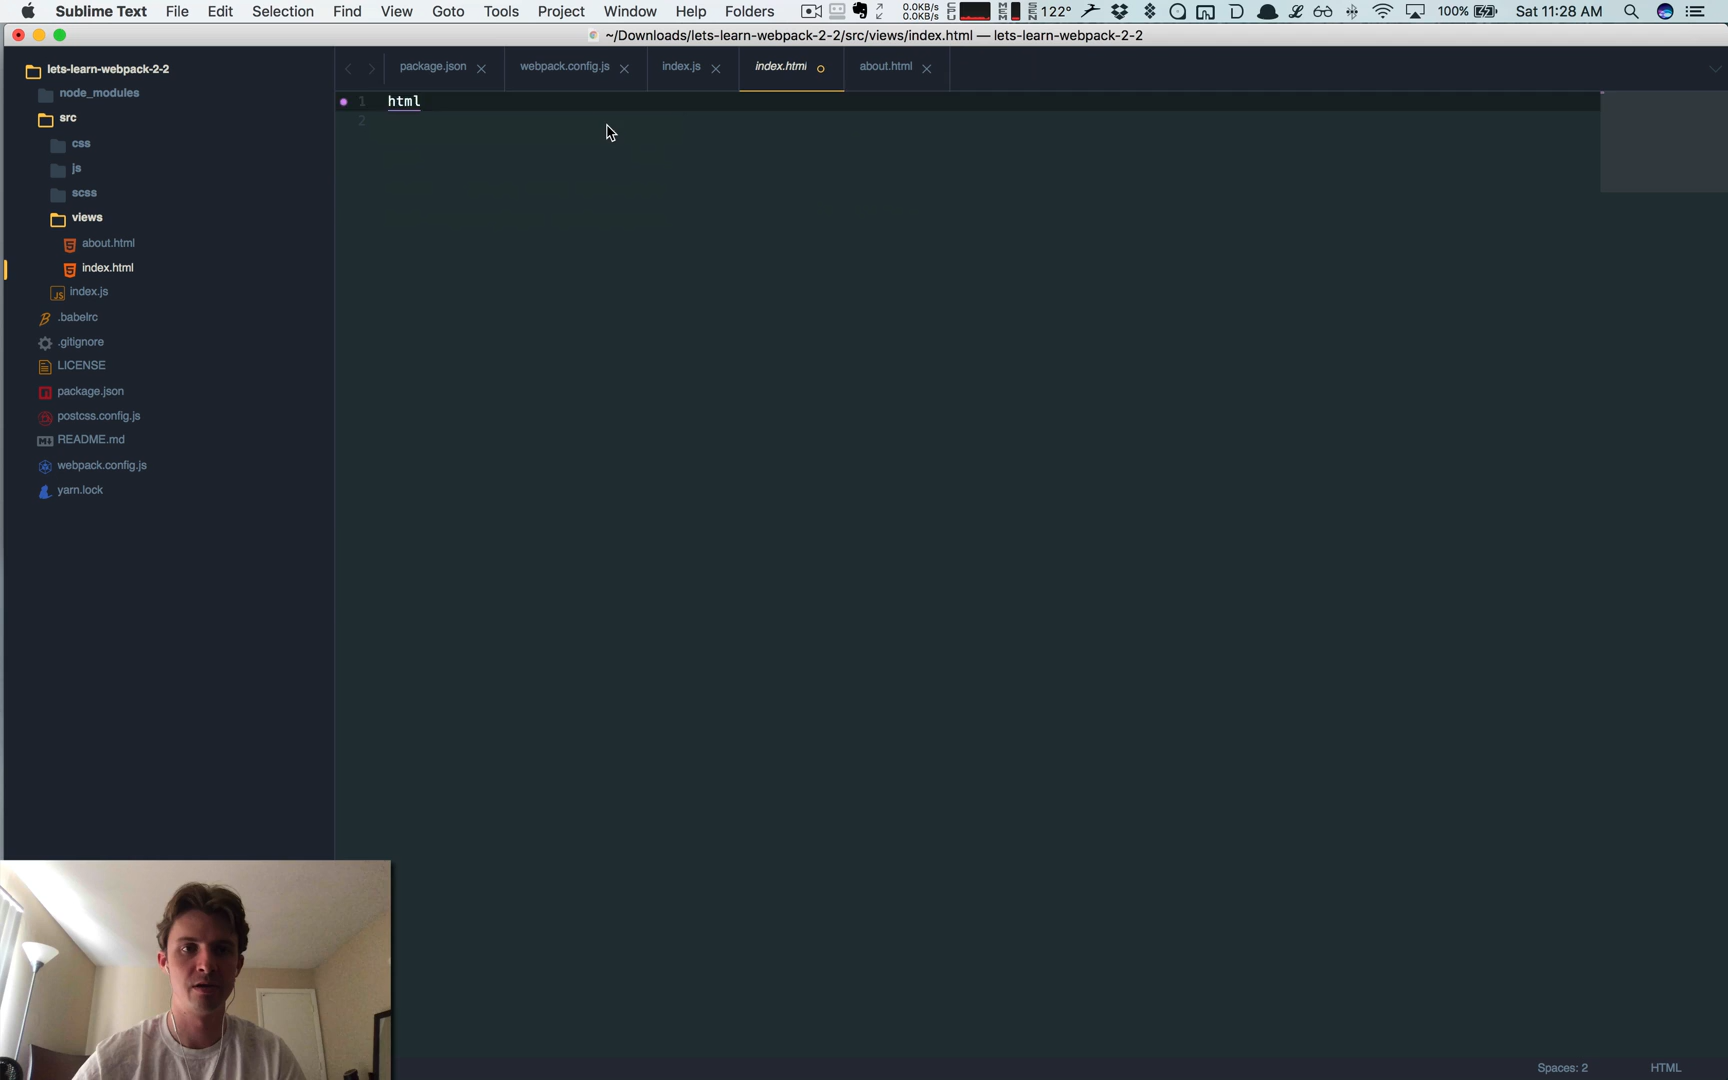 Sublime Text File Edit Selection Find View Goto Tools Project Window Help Folders 0.0KB/s 0.0KB/s CPU MEM SEN 122° 100% Sat 11:28 AM
~/Downloads/lets-learn-webpack-2-2/src/views/index.html — lets-learn-webpack-2-2
package.json webpack.config.js index.js index.html about.html
lets-learn-webpack-2-2
node_modules
src
css
js
scss
views
about.html
index.html
index.js
.babelrc
.gitignore
LICENSE
package.json
postcss.config.js
README.md
webpack.config.js
yarn.lock
1 html
2
Spaces: 2 HTML